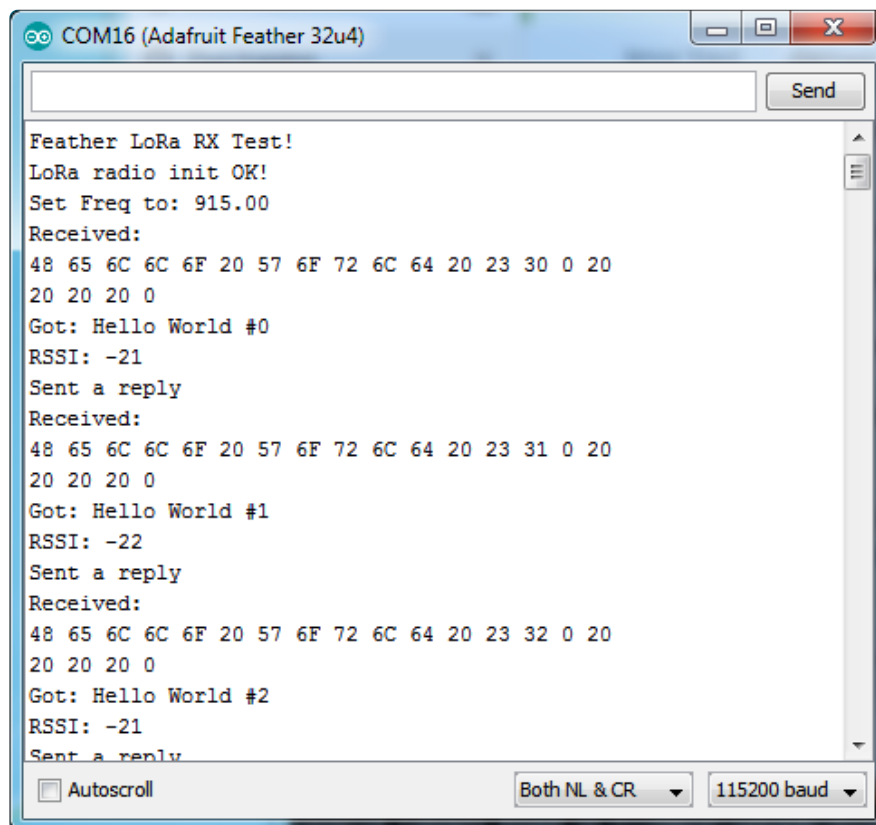 COM16 (Adafruit Feather 32u4)
Send
Feather LoRa RX Test!
LoRa radio init OK!
Set Freq to: 915.00
Received:
48 65 6C 6C 6F 20 57 6F 72 6C 64 20 23 30 0 20
20 20 20 0
Got: Hello World #0
RSSI: -21
Sent a reply
Received:
48 65 6C 6C 6F 20 57 6F 72 6C 64 20 23 31 0 20
20 20 20 0
Got: Hello World #1
RSSI: -22
Sent a reply
Received:
48 65 6C 6C 6F 20 57 6F 72 6C 64 20 23 32 0 20
20 20 20 0
Got: Hello World #2
RSSI: -21
Sent a reply
Autoscroll Both NL & CR 115200 baud